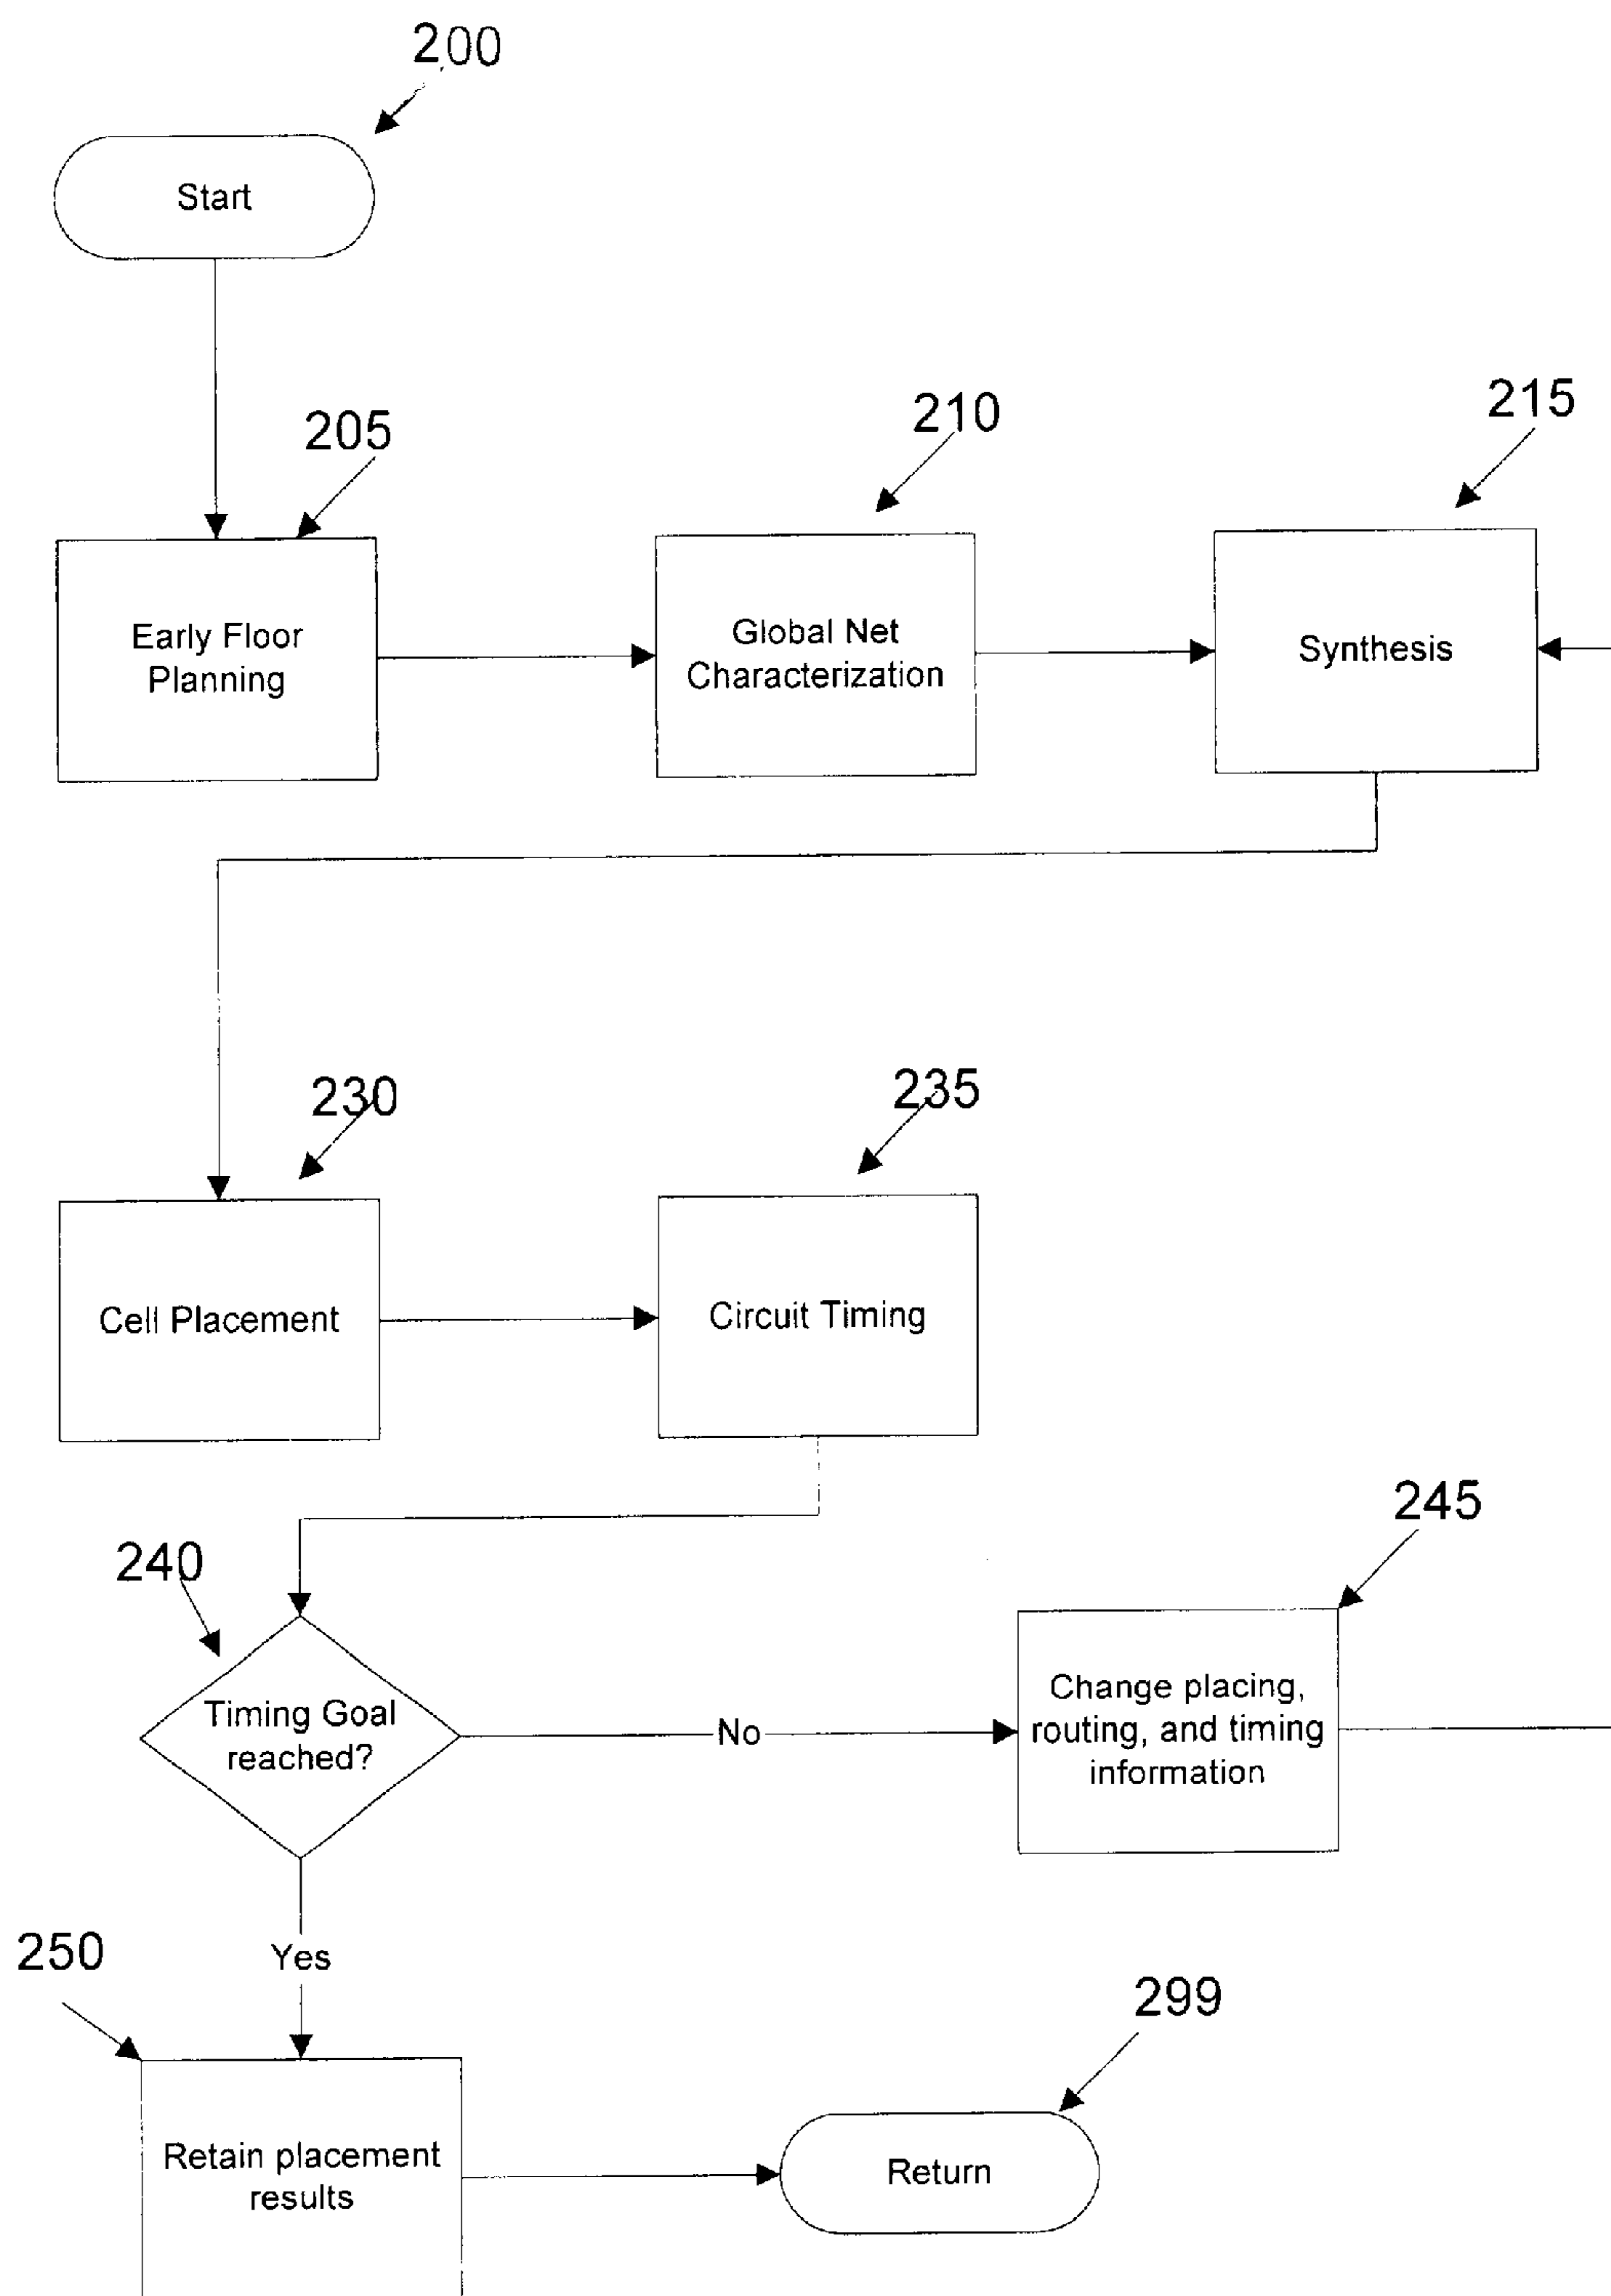 200
Start
205
210
215
Early Floor
Planning
Global Net
Characterization
Synthesis
230
235
Cell Placement
Circuit Timing
240
245
Timing Goal
reached?
No
Change placing,
routing, and timing
information
250
Yes
299
Retain placement
results
Return